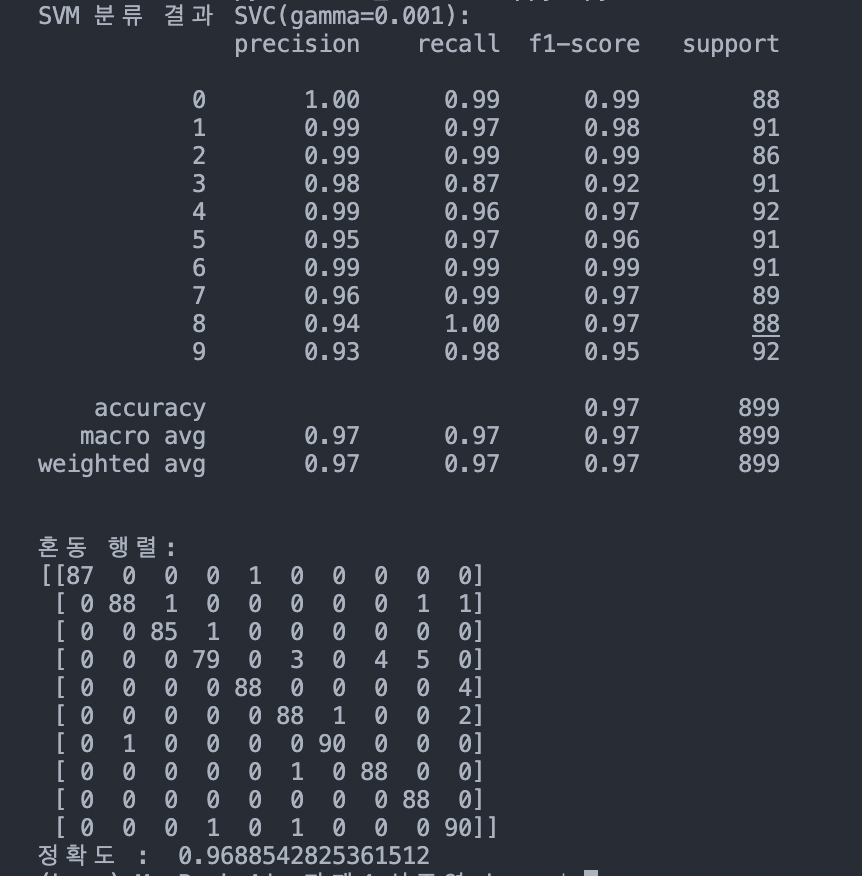 SVM 분류 결과 SVC(gamma=0.001):
              precision    recall  f1-score   support

           0       1.00      0.99      0.99        88
           1       0.99      0.97      0.98        91
           2       0.99      0.99      0.99        86
           3       0.98      0.87      0.92        91
           4       0.99      0.96      0.97        92
           5       0.95      0.97      0.96        91
           6       0.99      0.99      0.99        91
           7       0.96      0.99      0.97        89
           8       0.94      1.00      0.97        88
           9       0.93      0.98      0.95        92

    accuracy                           0.97       899
   macro avg       0.97      0.97      0.97       899
weighted avg       0.97      0.97      0.97       899

혼동 행렬:
[[87  0  0  0  1  0  0  0  0  0]
 [ 0 88  1  0  0  0  0  0  1  1]
 [ 0  0 85  1  0  0  0  0  0  0]
 [ 0  0  0 79  0  3  0  4  5  0]
 [ 0  0  0  0 88  0  0  0  0  4]
 [ 0  0  0  0  0 88  1  0  0  2]
 [ 0  1  0  0  0  0 90  0  0  0]
 [ 0  0  0  0  0  1  0 88  0  0]
 [ 0  0  0  0  0  0  0  0 88  0]
 [ 0  0  0  1  0  1  0  0  0 90]]
정확도 :  0.9688542825361512